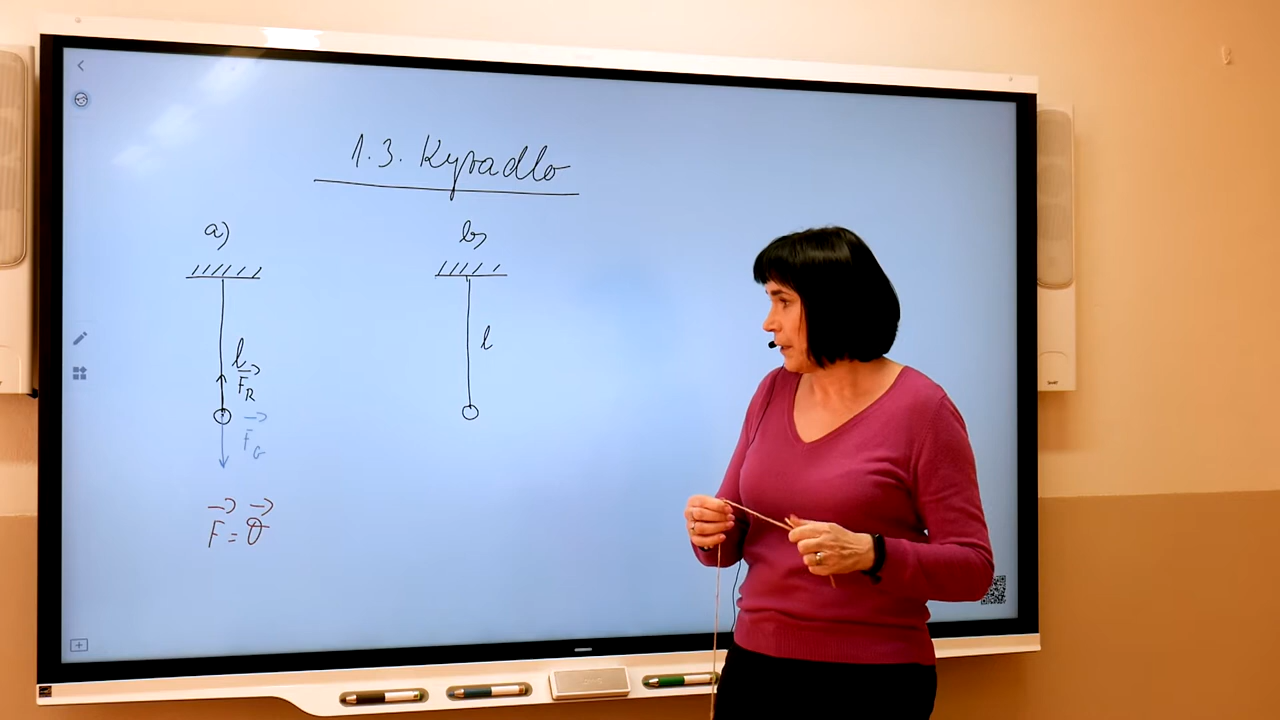 1.3. Kyvadlo
a)
b)
l
F_R
F_G
l
F = 0